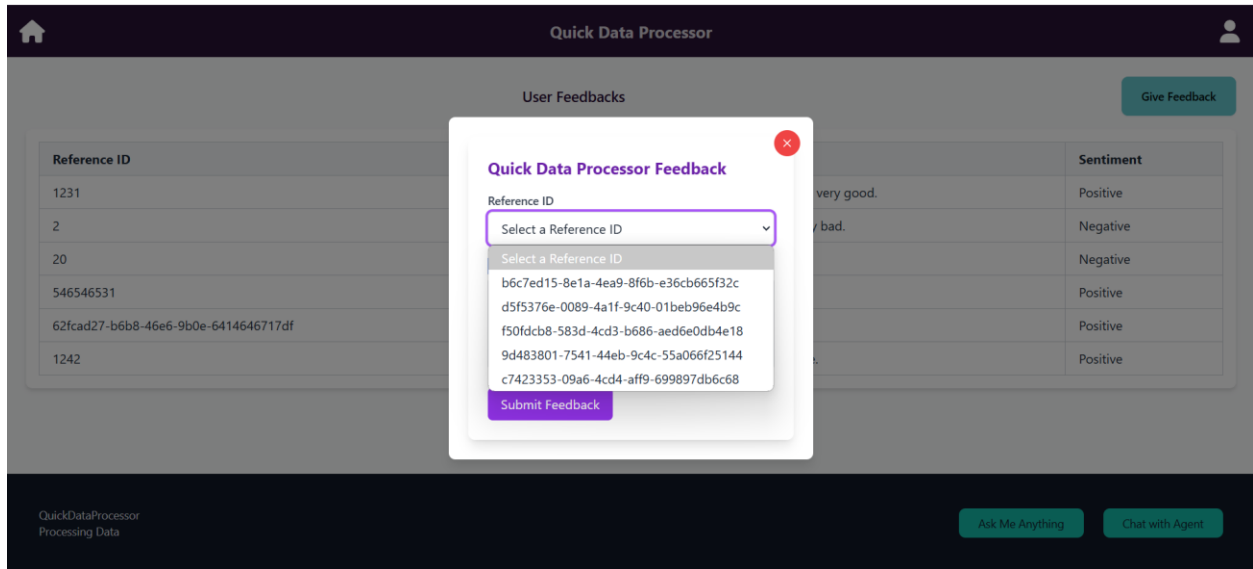 Quick Data Processor
User Feedbacks
Give Feedback
Reference ID
Sentiment
1231
very good.
Positive
2
bad.
Negative
20
Negative
546546531
Positive
62fcad27-b6b8-46e6-9b0e-6414646717df
Positive
1242
Positive
Quick Data Processor Feedback
Reference ID
Select a Reference ID
Select a Reference ID
b6c7ed15-8e1a-4ea9-8f6b-e36cb665f32c
d5f5376e-0089-4a1f-9c40-01beb96e4b9c
f50fdcb8-583d-4cd3-b686-aed6e0db4e18
9d483801-7541-44eb-9c4c-55a066f25144
c7423353-09a6-4cd4-aff9-699897db6c68
Submit Feedback
QuickDataProcessor
Processing Data
Ask Me Anything
Chat with Agent